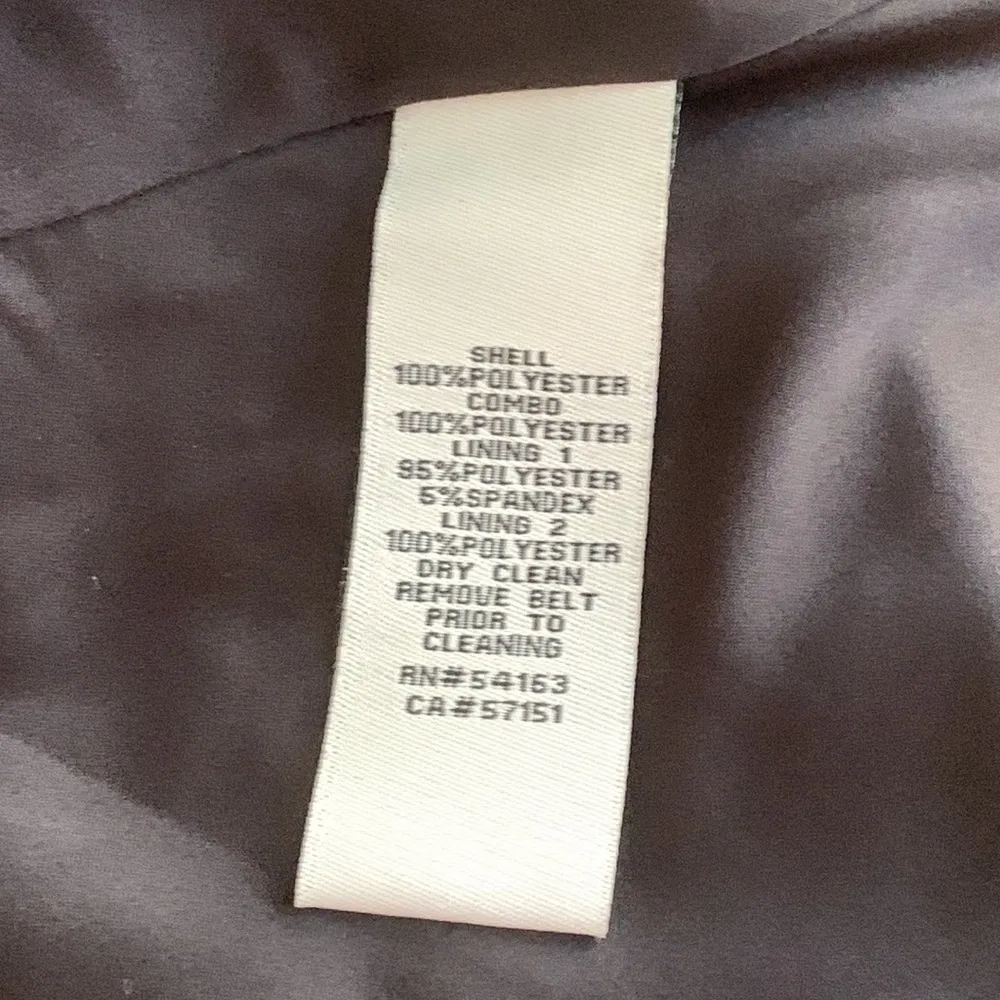 SHELL
100%POLYESTER
COMBO
100%POLYESTER
LINING 1
95%POLYESTER
5%SPANDEX
LINING 2
100%POLYESTER
DRY CLEAN
REMOVE BELT
PRIOR TO
CLEANING
RN#54163
CA#57151